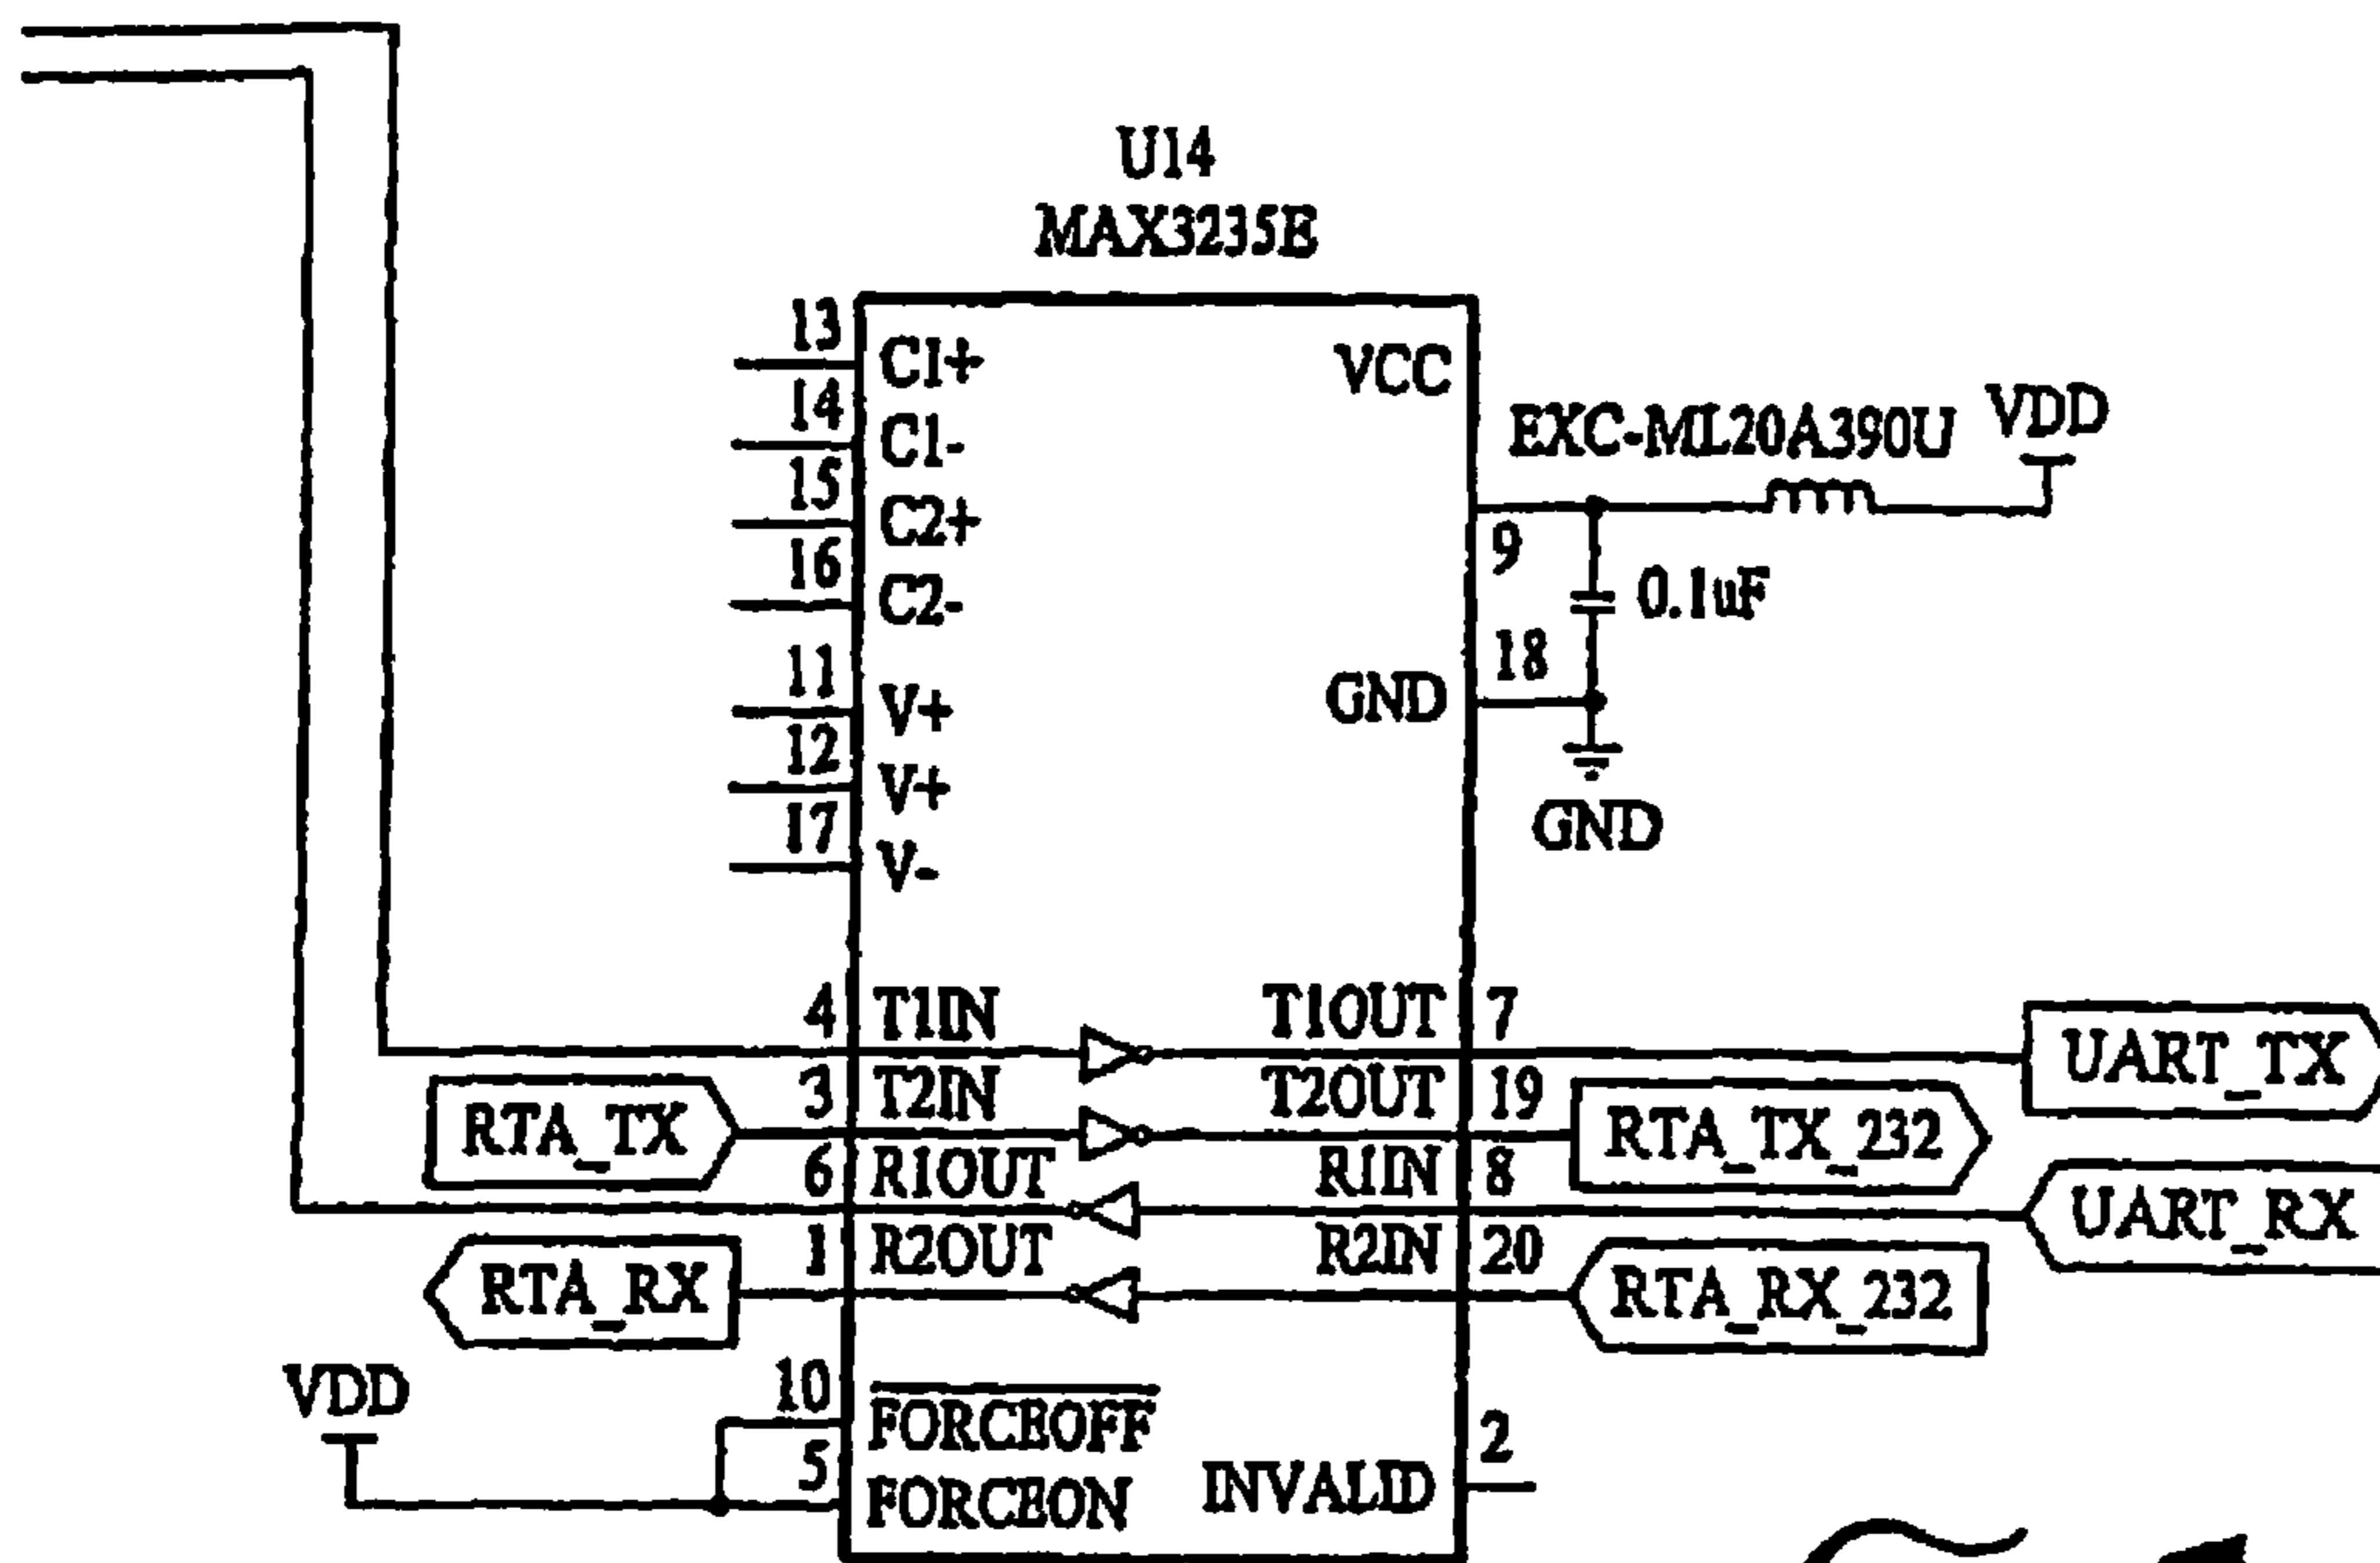 U14
MAX3235E
13
C1+
VCC
14
C1-
EXC-ML20A390U
VDD
15
C2+
9
16
C2-
0.1uF
11
V+
18
GND
12
V+
GND
17
V-
4 T1IN T1OUT 7
UART_TX
3 T2IN T2OUT 19
RTA_TX
RTA_TX_232
6 R1OUT R1IN 8
UART_RX
1 R2OUT R2IN 20
RTA_RX
RTA_RX_232
VDD
10
FORCEOFF
2
5
FORCEON
INVALID